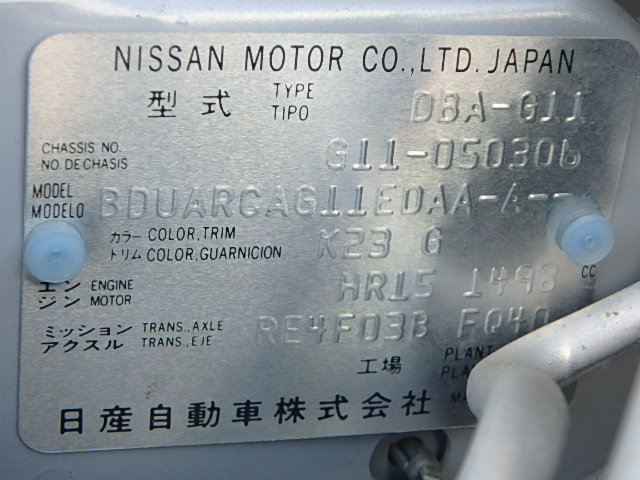 NISSAN MOTOR CO.,LTD. JAPAN
型式 TYPE TIPO DBA-G11
CHASSIS NO. NO. DE CHASIS G11-050306
MODEL MODELO BDUARCAG11EDAA-A--
カラー COLOR, TRIM K23 G
トリム COLOR, GUARNICION
エンジン ENGINE MOTOR HR15 1498 CC
ミッション TRANS., AXLE RE4F03B FQ40
アクスル TRANS., EJE
工場 PLANT
日産自動車株式会社